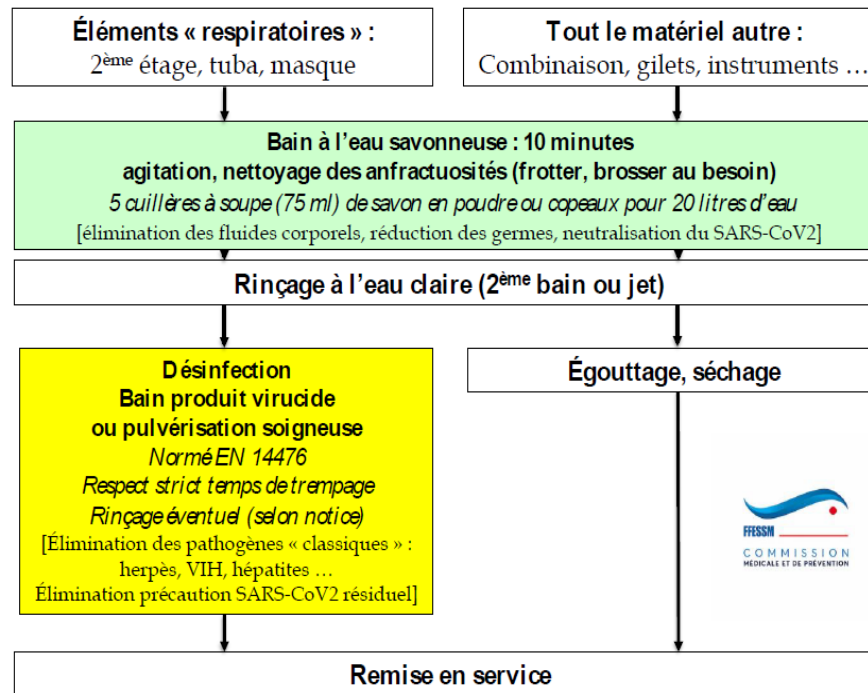 Éléments « respiratoires » :
2ème étage, tuba, masque
Tout le matériel autre :
Combinaison, gilets, instruments …
Bain à l’eau savonneuse : 10 minutes
agitation, nettoyage des anfractuosités (frotter, brosser au besoin)
5 cuillères à soupe (75 ml) de savon en poudre ou copeaux pour 20 litres d’eau
[élimination des fluides corporels, réduction des germes, neutralisation du SARS-CoV2]
Rinçage à l’eau claire (2ème bain ou jet)
Désinfection
Bain produit virucide
ou pulvérisation soigneuse
Normé EN 14476
Respect strict temps de trempage
Rinçage éventuel (selon notice)
[Élimination des pathogènes « classiques » :
herpès, VIH, hépatites …
Élimination précaution SARS-CoV2 résiduel]
Égouttage, séchage
FFESSM
COMMISSION
MÉDICALE ET DE PRÉVENTION
Remise en service